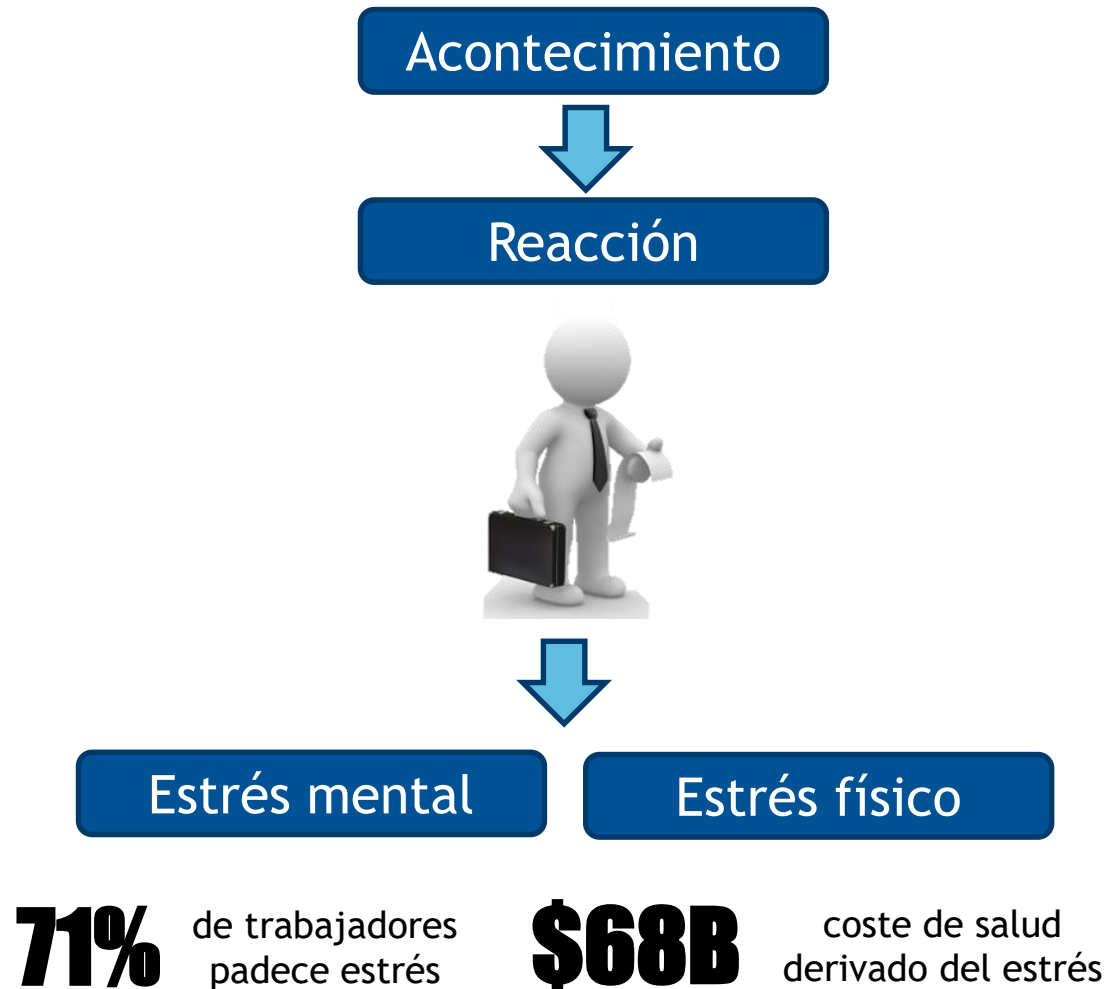 Acontecimiento
Reacción
Estrés mental
Estrés físico
71%
de trabajadores
padece estrés
$68B
coste de salud
derivado del estrés